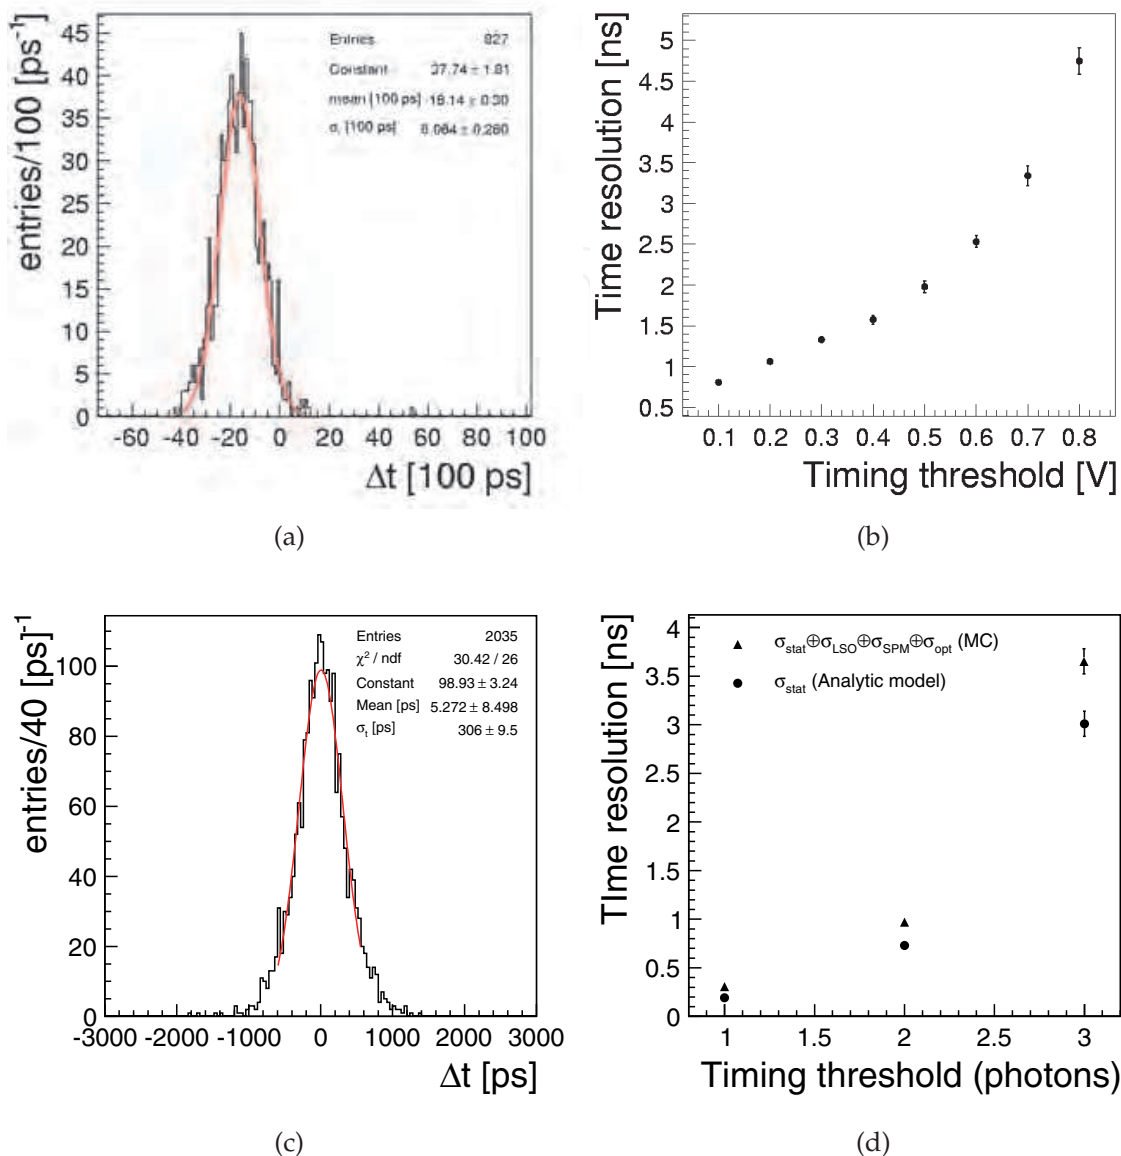 entries/100 [ps⁻¹]
45
40
35
30
25
20
15
10
5
0
Entries 827
Constant 37.74 ± 1.81
mean [100 ps] -16.14 ± 0.30
σt [100 ps] 8.064 ± 0.260
-60 -40 -20 0 20 40 60 80 100
Δt [100 ps]
(a)
Time resolution [ns]
5
4.5
4
3.5
3
2.5
2
1.5
1
0.5
0.1 0.2 0.3 0.4 0.5 0.6 0.7 0.8
Timing threshold [V]
(b)
entries/40 [ps]⁻¹
100
80
60
40
20
0
Entries 2035
χ² / ndf 30.42 / 26
Constant 98.93 ± 3.24
Mean [ps] 5.272 ± 8.498
σt [ps] 306 ± 9.5
-3000 -2000 -1000 0 1000 2000 3000
Δt [ps]
(c)
TIme resolution [ns]
4
3.5
3
2.5
2
1.5
1
0.5
0
σstat⊕σLSO⊕σSPM⊕σopt (MC)
σstat (Analytic model)
1 1.5 2 2.5 3
Timing threshold (photons)
(d)